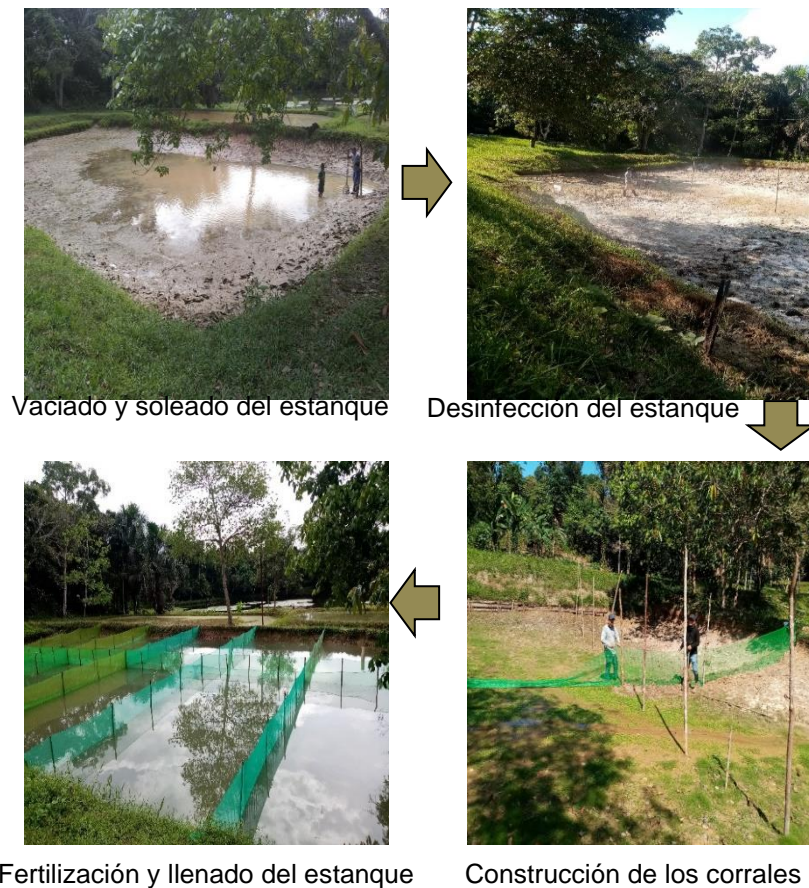 Vaciado y soleado del estanque
Desinfección del estanque
Fertilización y llenado del estanque
Construcción de los corrales